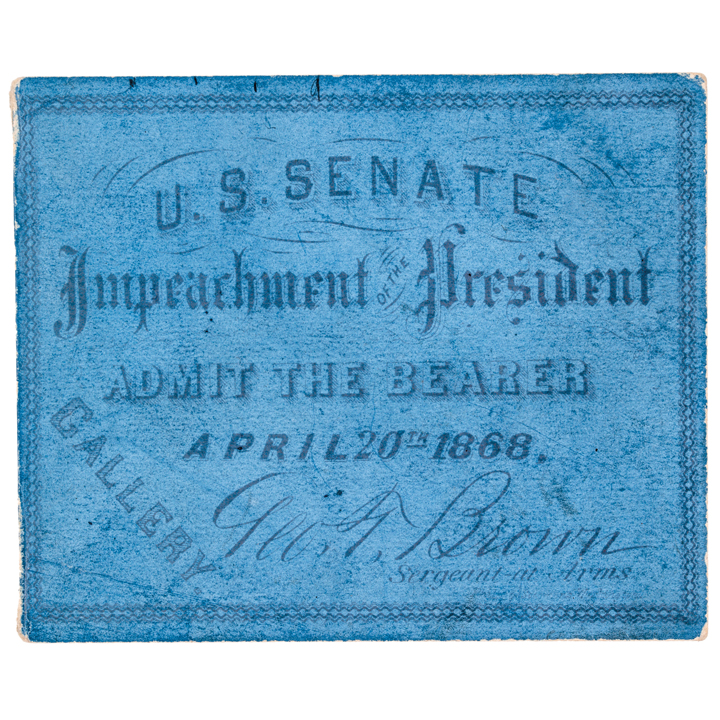 U. S. SENATE
Impeachment OF THE President
ADMIT THE BEARER
APRIL 20TH 1868.
GALLERY
Geo. T. Brown
Sergeant-at-Arms